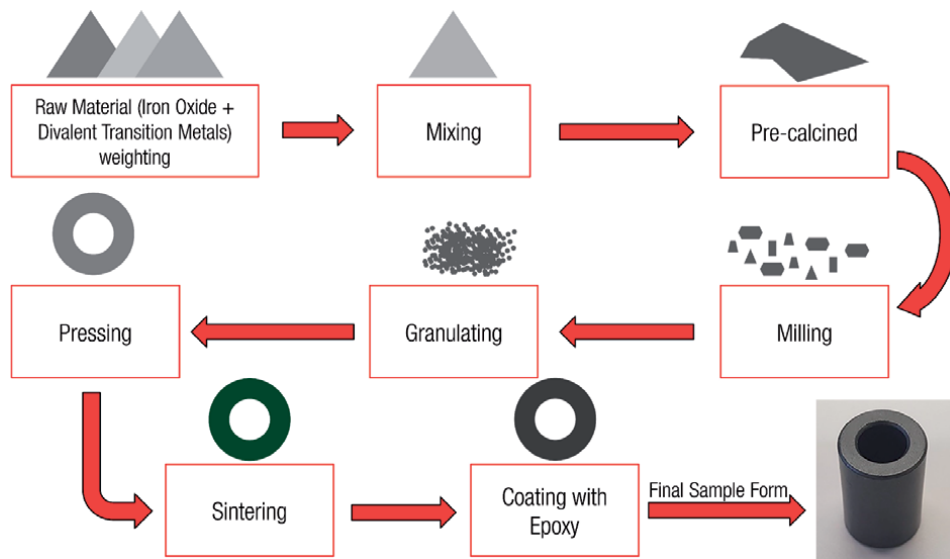 Raw Material (Iron Oxide +
Divalent Transition Metals)
weighting
Mixing
Pre-calcined
Milling
Granulating
Pressing
Sintering
Coating with
Epoxy
Final Sample Form